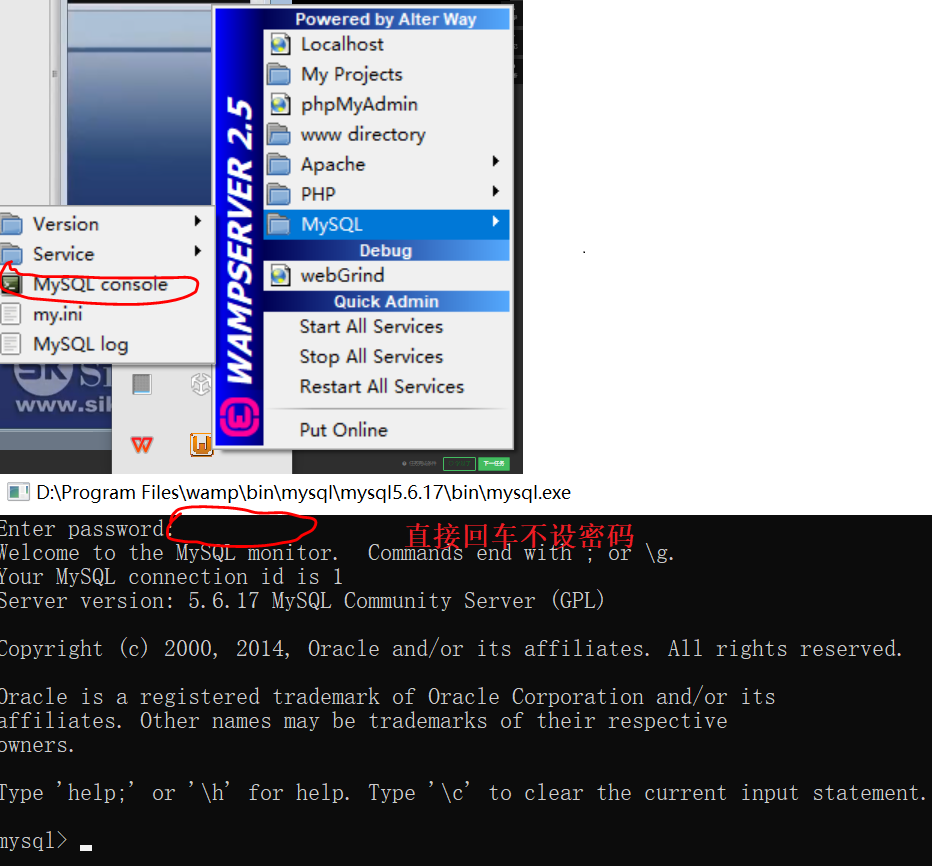 Powered by Alter Way
Localhost
My Projects
phpMyAdmin
www directory
Apache
PHP
MySQL
Debug
webGrind
Quick Admin
Start All Services
Stop All Services
Restart All Services
Put Online
WAMPSERVER 2.5
Version
Service
MySQL console
my.ini
MySQL log
SK Si
www.sik
下一任务
D:\Program Files\wamp\bin\mysql\mysql5.6.17\bin\mysql.exe
Enter password:
直接回车不设密码
Welcome to the MySQL monitor.  Commands end with ; or \g.
Your MySQL connection id is 1
Server version: 5.6.17 MySQL Community Server (GPL)
Copyright (c) 2000, 2014, Oracle and/or its affiliates. All rights reserved.
Oracle is a registered trademark of Oracle Corporation and/or its
affiliates. Other names may be trademarks of their respective
owners.
Type 'help;' or '\h' for help. Type '\c' to clear the current input statement.
mysql>